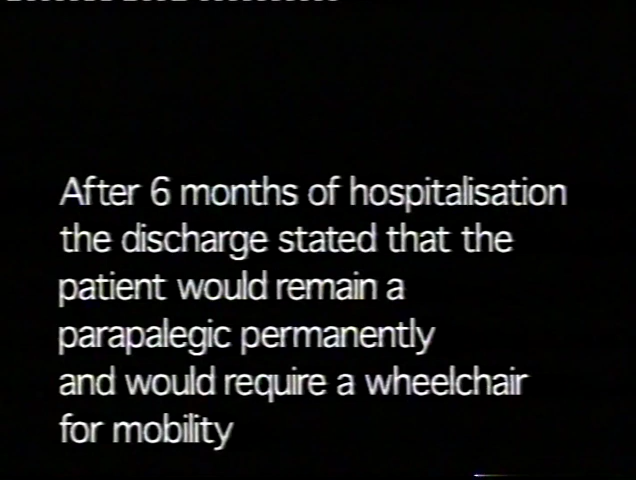 After 6 months of hospitalisation
the discharge stated that the
patient would remain a
parapalegic permanently
and would require a wheelchair
for mobility